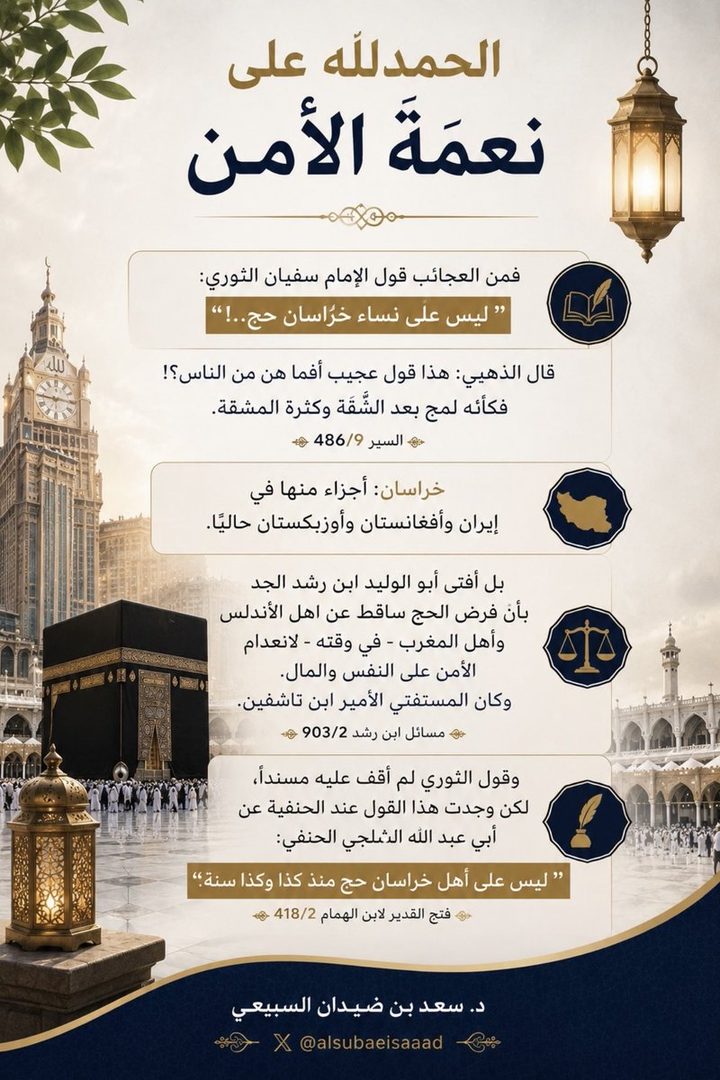 الحمدلله على
نعمَةَ الأمن
فمن العجائب قول الإمام سفيان الثوري:
” ليس على نساء خرُاسان حج..!“
قال الذهبي: هذا قول عجيب أفما هن من الناس؟!
فكأنه لمج بعد الشَّقَة وكثرة المشقة.
السير 486/9
خراسان: أجزاء منها في
إيران وأفغانستان وأوزبكستان حاليًا.
بل أفتى أبو الوليد ابن رشد الجد
بأن فرض الحج ساقط عن اهل الأندلس
وأهل المغرب - في وقته - لانعدام
الأمن على النفس والمال.
وكان المستفتي الأمير ابن تاشفين.
مسائل ابن رشد 903/2
وقول الثوري لم أقف عليه مسنداً،
لكن وجدت هذا القول عند الحنفية عن
أبي عبد الله الثلجي الحنفي:
” ليس على أهل خراسان حج منذ كذا وكذا سنة.“
فتح القدير لابن الهمام 418/2
د. سعد بن ضيدان السبيعي
X @alsubaeisaaad